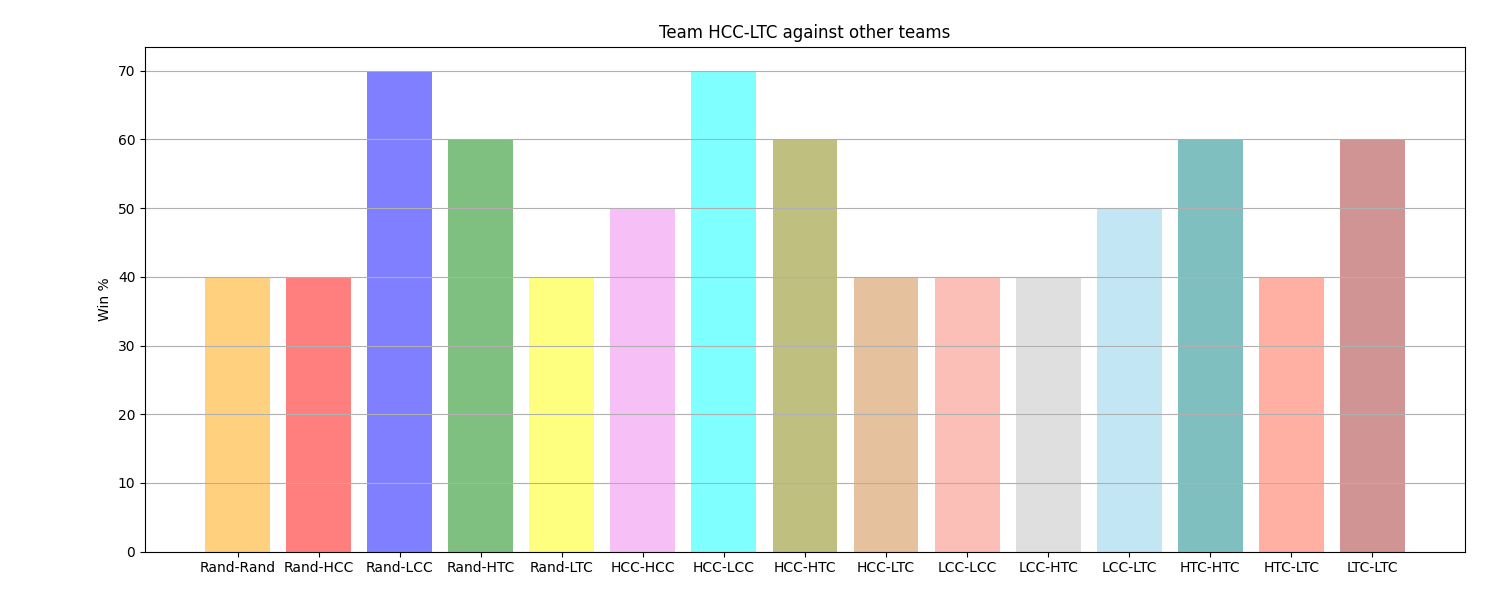 Team HCC-LTC against other teams
Win %
70
60
50
40
30
20
10
0
Rand-Rand Rand-HCC Rand-LCC Rand-HTC Rand-LTC HCC-HCC HCC-LCC HCC-HTC HCC-LTC LCC-LCC LCC-HTC LCC-LTC HTC-HTC HTC-LTC LTC-LTC